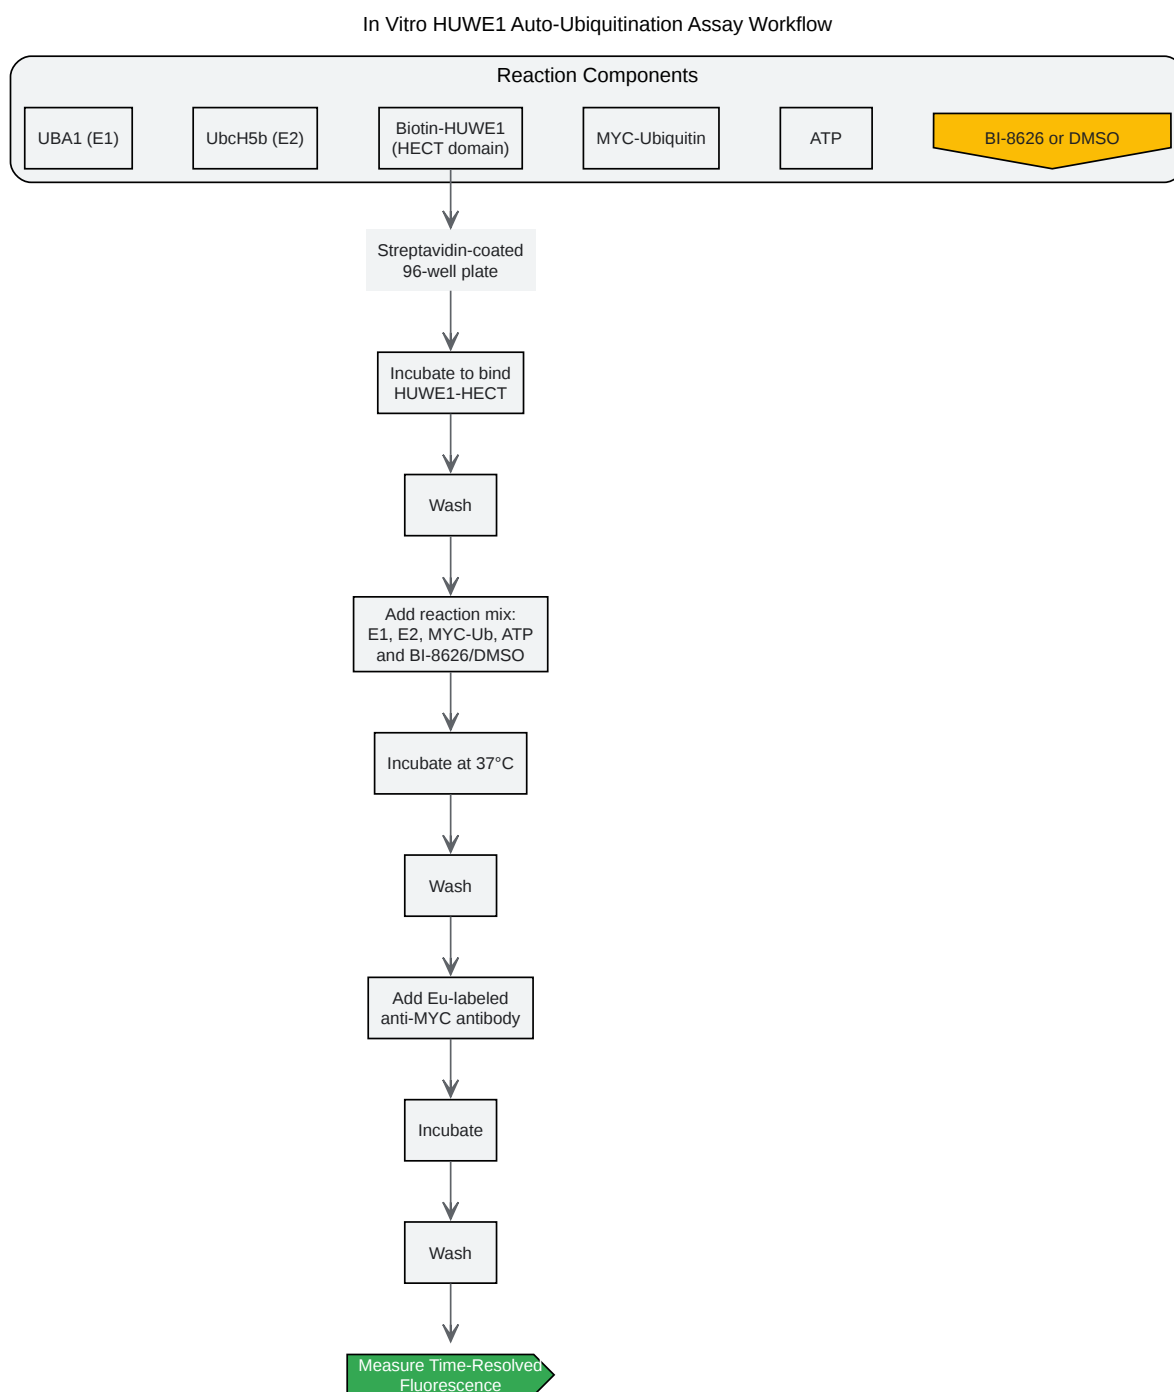 In Vitro HUWE1 Auto-Ubiquitination Assay Workflow
Reaction Components
UBA1 (E1)
UbcH5b (E2)
Biotin-HUWE1
(HECT domain)
MYC-Ubiquitin
ATP
BI-8626 or DMSO
Streptavidin-coated
96-well plate
Incubate to bind
HUWE1-HECT
Wash
Add reaction mix:
E1, E2, MYC-Ub, ATP
and BI-8626/DMSO
Incubate at 37°C
Wash
Add Eu-labeled
anti-MYC antibody
Incubate
Wash
Measure Time-Resolved
Fluorescence